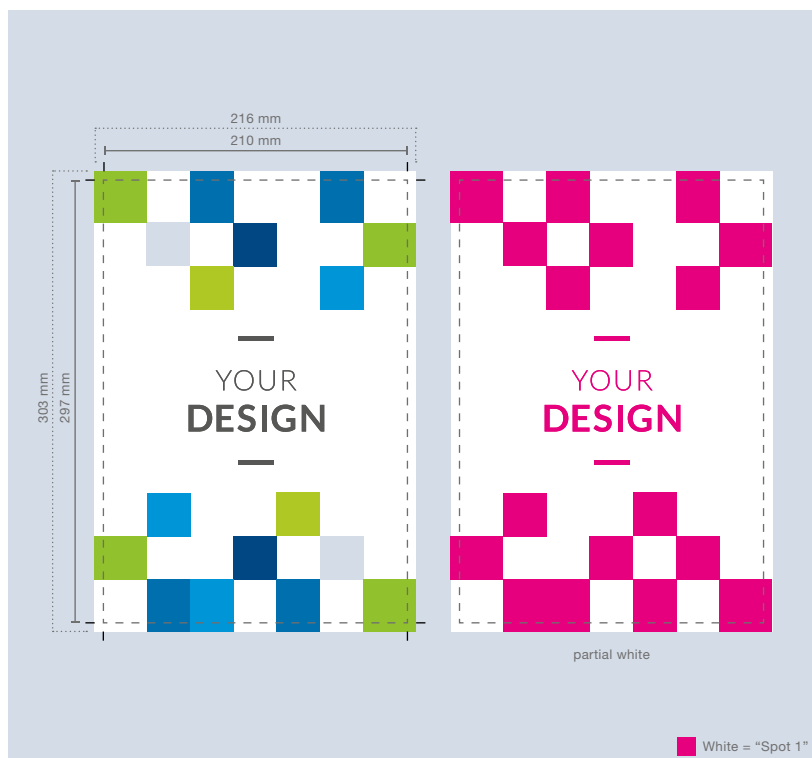 216 mm
210 mm
303 mm
297 mm
YOUR
DESIGN
YOUR
DESIGN
partial white
White = “Spot 1”